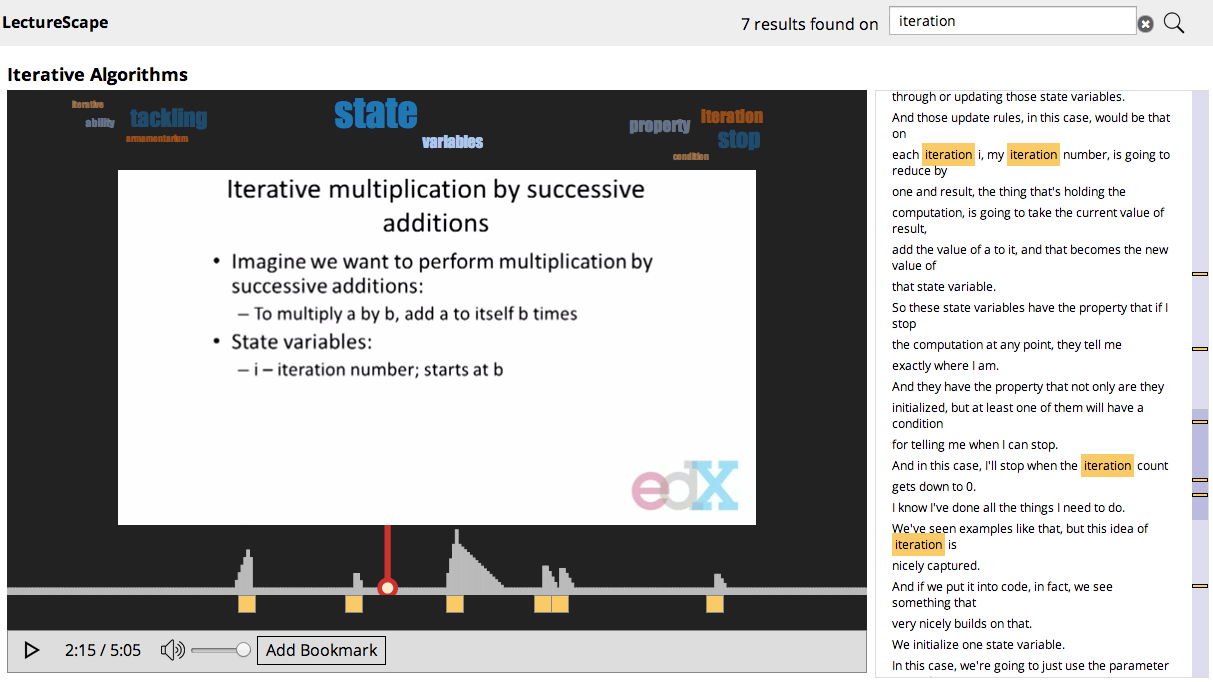 LectureScape
7 results found on
iteration
Iterative Algorithms
iterative
ability
tackling
armamentarium
state
variables
property
iteration
stop
condition
Iterative multiplication by successive
additions
• Imagine we want to perform multiplication by
successive additions:
– To multiply a by b, add a to itself b times
• State variables:
– i – iteration number; starts at b
edX
2:15 / 5:05
Add Bookmark
through or updating those state variables.
And those update rules, in this case, would be that
on
each iteration i, my iteration number, is going to
reduce by
one and result, the thing that's holding the
computation, is going to take the current value of
result,
add the value of a to it, and that becomes the new
value of
that state variable.
So these state variables have the property that if I
stop
the computation at any point, they tell me
exactly where I am.
And they have the property that not only are they
initialized, but at least one of them will have a
condition
for telling me when I can stop.
And in this case, I'll stop when the iteration count
gets down to 0.
I know I've done all the things I need to do.
We've seen examples like that, but this idea of
iteration is
nicely captured.
And if we put it into code, in fact, we see
something that
very nicely builds on that.
We initialize one state variable.
In this case, we're going to just use the parameter